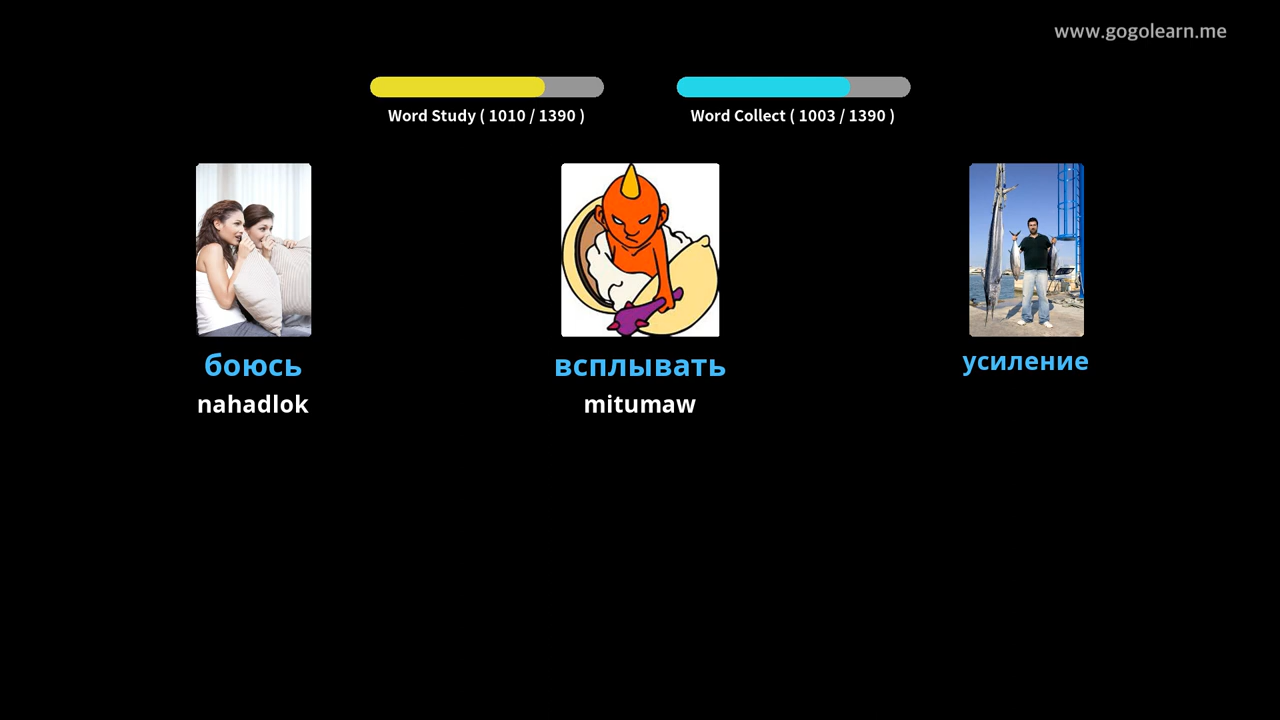 www.gogolearn.me
Word Study ( 1010 / 1390 )
Word Collect ( 1003 / 1390 )
боюсь
всплывать
усиление
nahadlok
mitumaw